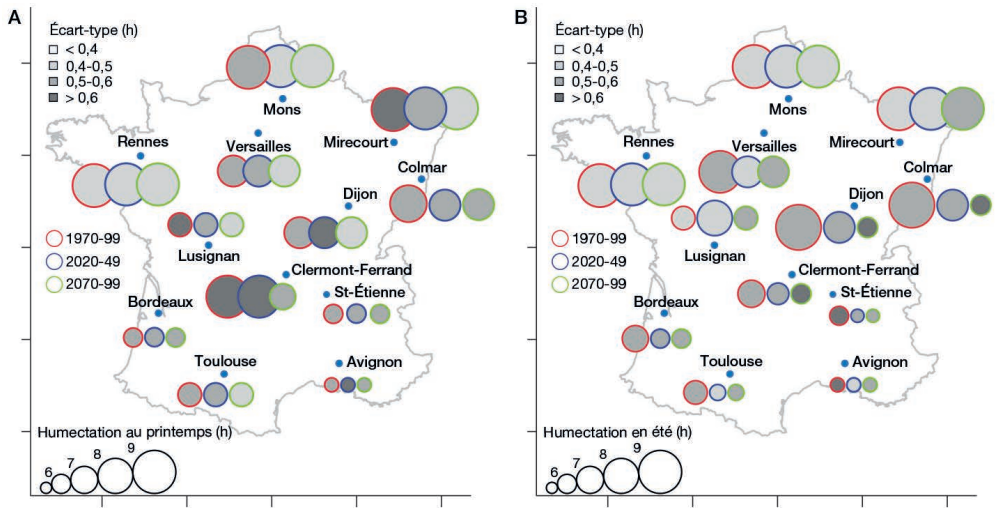 A
Écart-type (h)
< 0,4
0,4-0,5
0,5-0,6
> 0,6
Mons
Rennes
Versailles
Mirecourt
Colmar
Dijon
Lusignan
1970-99
2020-49
2070-99
Clermont-Ferrand
St-Étienne
Bordeaux
Toulouse
Avignon
Humectation au printemps (h)
6 7 8 9
B
Écart-type (h)
< 0,4
0,4-0,5
0,5-0,6
> 0,6
Mons
Rennes
Versailles
Mirecourt
Colmar
Dijon
Lusignan
1970-99
2020-49
2070-99
Clermont-Ferrand
St-Étienne
Bordeaux
Toulouse
Avignon
Humectation en été (h)
6 7 8 9